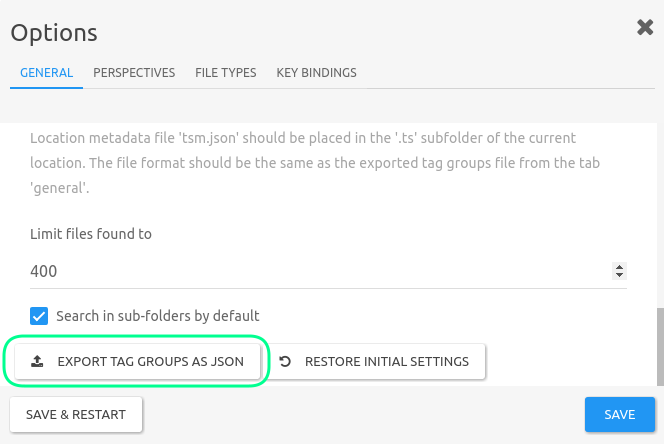 Options
GENERAL PERSPECTIVES FILE TYPES KEY BINDINGS
Location metadata file 'tsm.json' should be placed in the '.ts' subfolder of the current
location. The file format should be the same as the exported tag groups file from the tab
'general'.
Limit files found to
400
Search in sub-folders by default
EXPORT TAG GROUPS AS JSON RESTORE INITIAL SETTINGS
SAVE & RESTART SAVE